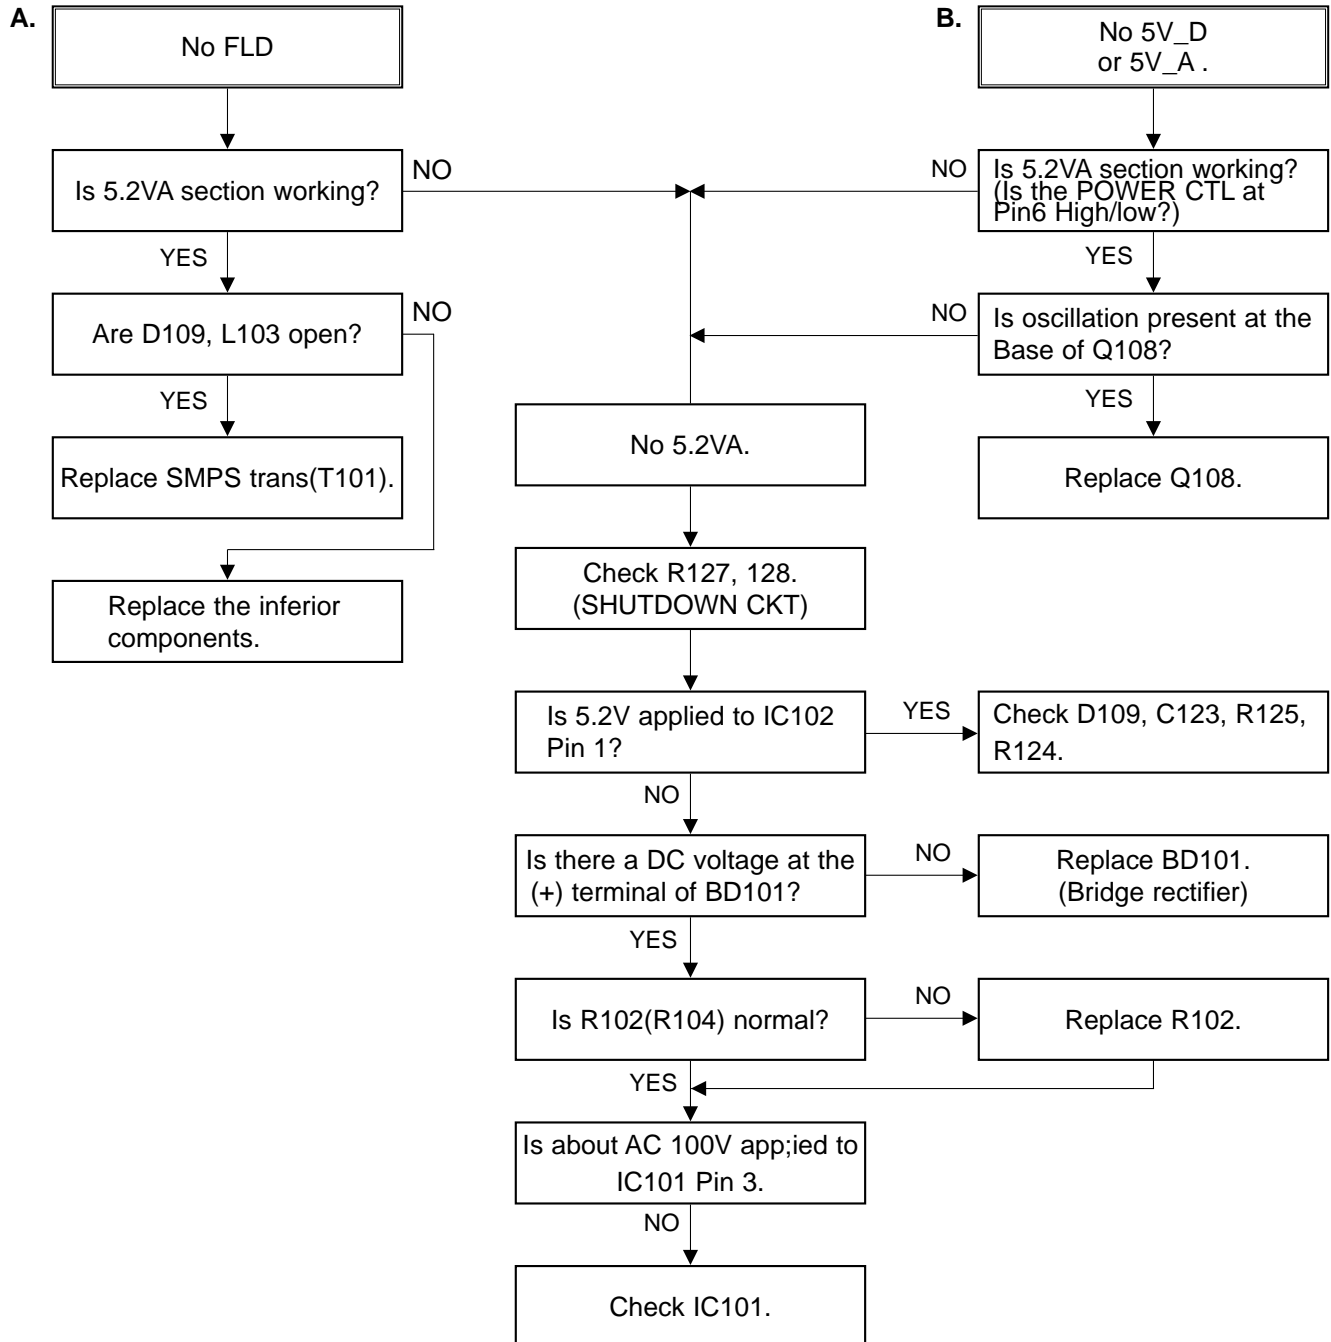 A.
No FLD
Is 5.2VA section working?
NO
YES
Are D109, L103 open?
NO
YES
Replace SMPS trans(T101).
Replace the inferior
components.
B.
No 5V_D
or 5V_A .
Is 5.2VA section working?
(Is the POWER CTL at
Pin6 High/low?)
NO
YES
Is oscillation present at the
Base of Q108?
NO
YES
Replace Q108.
No 5.2VA.
Check R127, 128.
(SHUTDOWN CKT)
Is 5.2V applied to IC102
Pin 1?
YES
Check D109, C123, R125,
R124.
NO
Is there a DC voltage at the
(+) terminal of BD101?
NO
Replace BD101.
(Bridge rectifier)
YES
Is R102(R104) normal?
NO
Replace R102.
YES
Is about AC 100V app;ied to
IC101 Pin 3.
NO
Check IC101.